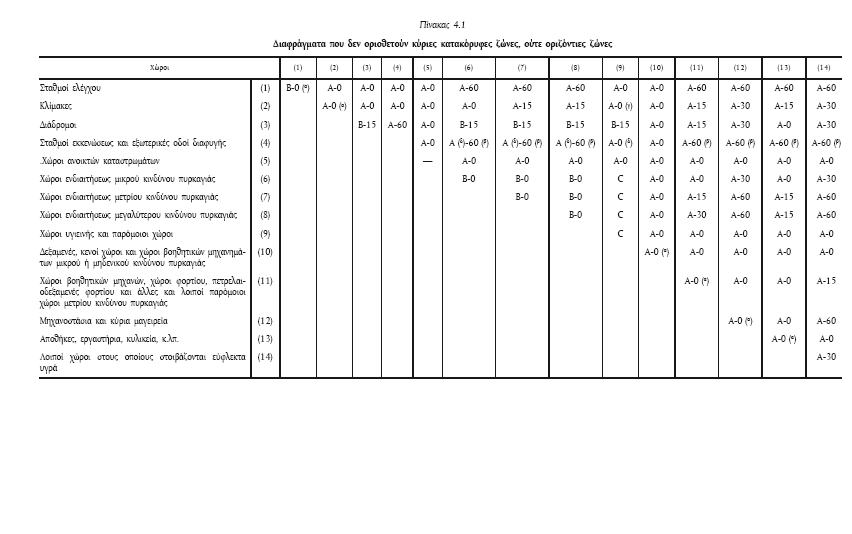 Πίνακας 4.1
Διαφράγματα που δεν οριοθετούν κύριες κατακόρυφες ζώνες, ούτε οριζόντιες ζώνες
Χώροι (1) (2) (3) (4) (5) (6) (7) (8) (9) (10) (11) (12) (13) (14)
Σταθμοί ελέγχου (1) B-0 (α) A-0 A-0 A-0 A-0 A-60 A-60 A-60 A-0 A-0 A-60 A-60 A-60 A-60
Κλίμακες (2) A-0 (α) A-0 A-0 A-0 A-0 A-15 A-15 A-0 (γ) A-0 A-15 A-30 A-15 A-30
Διάδρομοι (3) B-15 A-60 A-0 B-15 B-15 B-15 B-15 A-0 A-15 A-30 A-0 A-30
Σταθμοί εκκενώσεως και εξωτερικές οδοί διαφυγής (4) A-0 A (δ)-60 (β) A (δ)-60 (β) A (δ)-60 (β) A-0 (δ) A-0 A-60 (β) A-60 (β) A-60 (β) A-60 (β)
.Χώροι ανοικτών καταστρωμάτων (5) — A-0 A-0 A-0 A-0 A-0 A-0 A-0 A-0 A-0
Χώροι ενδιαιτήσεως μικρού κινδύνου πυρκαγιάς (6) B-0 B-0 B-0 C A-0 A-0 A-30 A-0 A-30
Χώροι ενδιαιτήσεως μετρίου κινδύνου πυρκαγιάς (7) B-0 B-0 C A-0 A-15 A-60 A-15 A-60
Χώροι ενδιαιτήσεως μεγαλύτερου κινδύνου πυρκαγιάς (8) B-0 C A-0 A-30 A-60 A-15 A-60
Χώροι υγιεινής και παρόμοιοι χώροι (9) C A-0 A-0 A-0 A-0 A-0
Δεξαμενές, κενοί χώροι και χώροι βοηθητικών μηχανημά- (10) A-0 (α) A-0 A-0 A-0 A-0
των μικρού ή μηδενικού κινδύνου πυρκαγιάς
Χώροι βοηθητικών μηχανών, χώροι φορτίου, πετρελαι- (11) A-0 (α) A-0 A-0 A-15
οδεξαμενές φορτίου και άλλες και λοιποί παρόμοιοι
χώροι μετρίου κινδύνου πυρκαγιάς
Μηχανοστάσια και κύρια μαγειρεία (12) A-0 (α) A-0 A-60
Αποθήκες, εργαστήρια, κυλικεία, κ.λπ. (13) A-0 (α) A-0
Λοιποί χώροι στους οποίους στοιβάζονται εύφλεκτα (14) A-30
υγρά